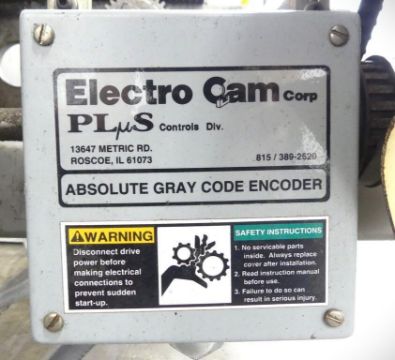 Electro Cam Corp
PLμS Controls Div.
13647 METRIC RD.
ROSCOE, IL 61073 815 / 389-2620
ABSOLUTE GRAY CODE ENCODER
WARNING
Disconnect drive
power before
making electrical
connections to
prevent sudden
start-up.
SAFETY INSTRUCTIONS
1. No servicable parts
inside. Always replace
cover after installation.
2. Read instruction manual
before use.
3. Failure to do so can
result in serious injury.